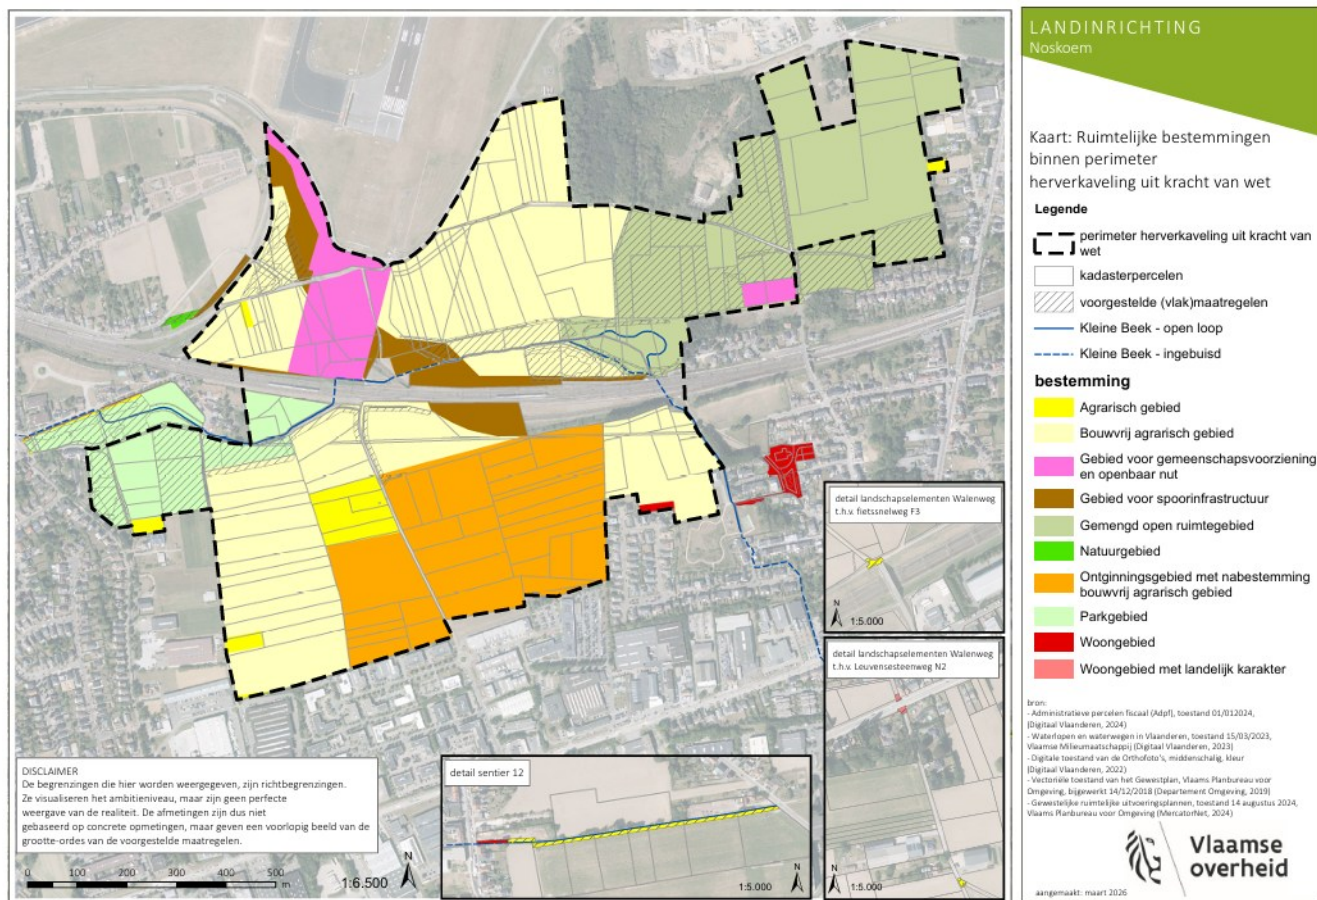 LANDINRICHTING
Noskoem
Kaart: Ruimtelijke bestemmingen
binnen perimeter
herverkaveling uit kracht van wet
Legende
perimeter herverkaveling uit kracht van
wet
kadasterpercelen
voorgestelde (vlak)maatregelen
Kleine Beek - open loop
Kleine Beek - ingebuisd
bestemming
Agrarisch gebied
Bouwvrij agrarisch gebied
Gebied voor gemeenschapsvoorziening
en openbaar nut
Gebied voor spoorinfrastructuur
Gemengd open ruimtegebied
Natuurgebied
Ontginningsgebied met nabestemming
bouwvrij agrarisch gebied
Parkgebied
Woongebied
Woongebied met landelijk karakter
bron:
- Administratieve percelen fiscaal (Adpf), toestand 01/012024,
(Digitaal Vlaanderen, 2024)
- Waterlopen en waterwegen in Vlaanderen, toestand 15/03/2023,
Vlaamse Milieumaatschappij (Digitaal Vlaanderen, 2023)
- Digitale toestand van de Orthofoto's, middenschalig, kleur
(Digitaal Vlaanderen, 2022)
- Vectoriële toestand van het Gewestplan, Vlaams Planbureau voor
Omgeving, bijgewerkt 14/12/2018 (Departement Omgeving, 2019)
- Gewestelijke ruimtelijke uitvoeringsplannen, toestand 14 augustus 2024,
Vlaams Planbureau voor Omgeving (MercatorNet, 2024)
Vlaamse
overheid
aangemaakt: maart 2026
detail landschapselementen Walenweg
t.h.v. fietssnelweg F3
N
1:5.000
detail landschapselementen Walenweg
t.h.v. Leuvensesteenweg N2
N
1:5.000
detail sentier 12
N
1:5.000
DISCLAIMER
De begrenzingen die hier worden weergegeven, zijn richtbegrenzingen.
Ze visualiseren het ambitieniveau, maar zijn geen perfecte
weergave van de realiteit. De afmetingen zijn dus niet
gebaseerd op concrete opmetingen, maar geven een voorlopig beeld van de
grootte-ordes van de voorgestelde maatregelen.
0 100 200 300 400 500
m
1:6.500
N